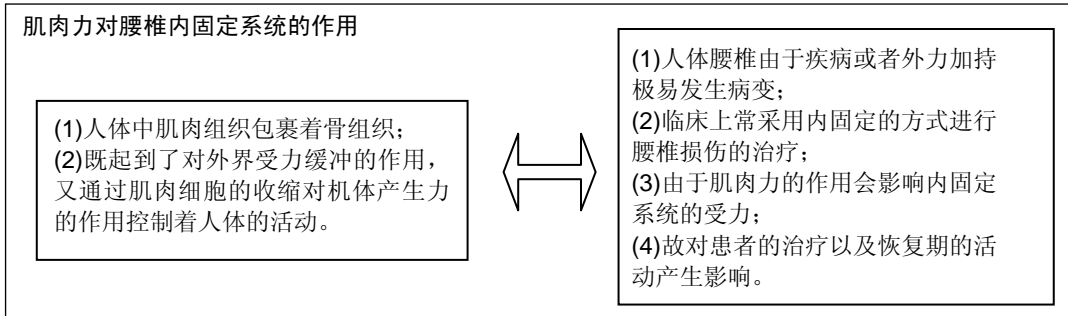 肌肉力对腰椎内固定系统的作用
(1)人体中肌肉组织包裹着骨组织；
(2)既起到了对外界受力缓冲的作用，
又通过肌肉细胞的收缩对机体产生力
的作用控制着人体的活动。
(1)人体腰椎由于疾病或者外力加持
极易发生病变；
(2)临床上常采用内固定的方式进行
腰椎损伤的治疗；
(3)由于肌肉力的作用会影响内固定
系统的受力；
(4)故对患者的治疗以及恢复期的活
动产生影响。